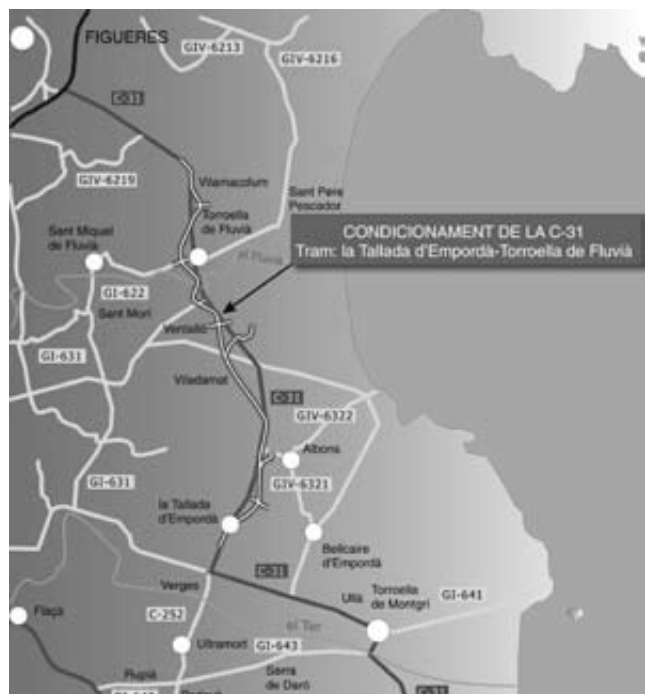 FIGUERES
GIV-6213
GIV-6216
C-31
GIV-6219
Vilamacolum
Sant Pere
Pescador
Torroella
de Fluvià
Sant Miquel
de Fluvià
CONDICIONAMENT DE LA C-31
Tram: la Tallada d'Empordà-Torroella de Fluvià
el Fluvià
GI-622
Sant Mori
Ventalló
GI-631
Viladamat
C-31
GIV-6322
Albons
GI-631
GIV-6321
la Tallada
d'Empordà
Bellcaire
d'Empordà
C-31
Verges
Ullà
Torroella
de Montgrí
GI-641
Flaçà
C-252
el Ter
Ultramort
GI-643
Rupià
Serra
de Daró
C-31